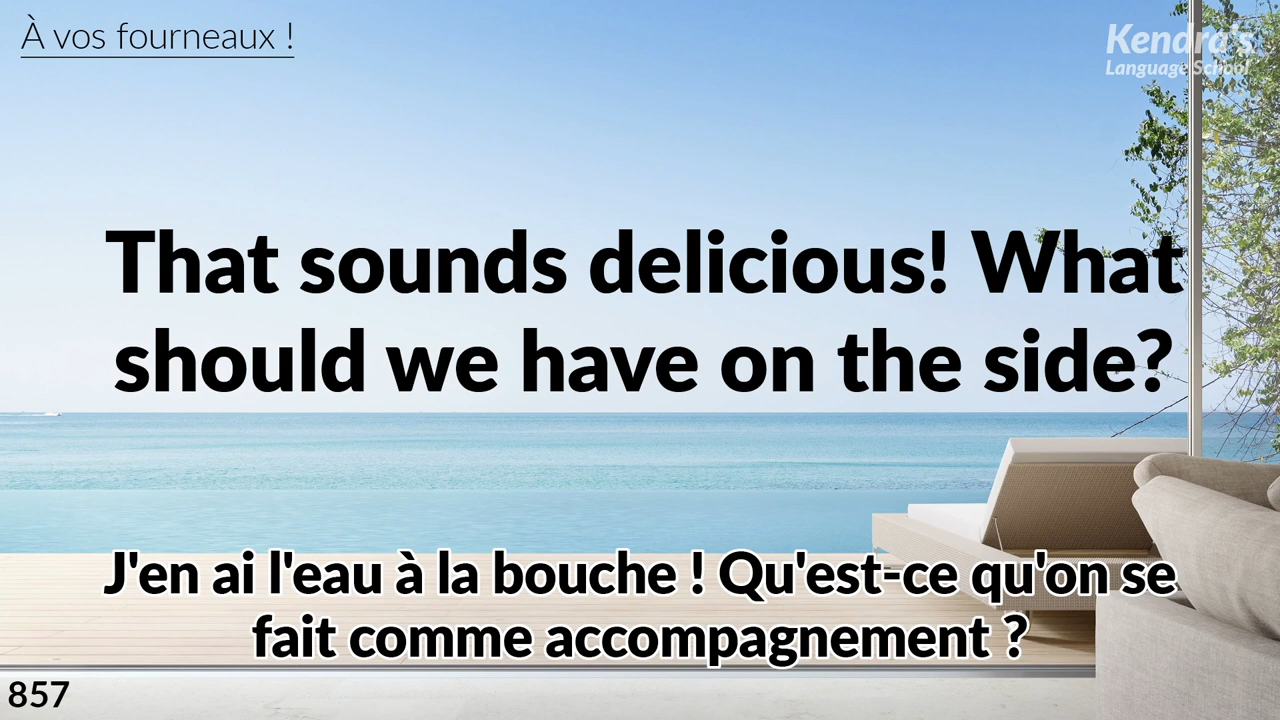 À vos fourneaux !
Kendra's
Language School
That sounds delicious! What
should we have on the side?
J'en ai l'eau à la bouche ! Qu'est-ce qu'on se
fait comme accompagnement ?
857